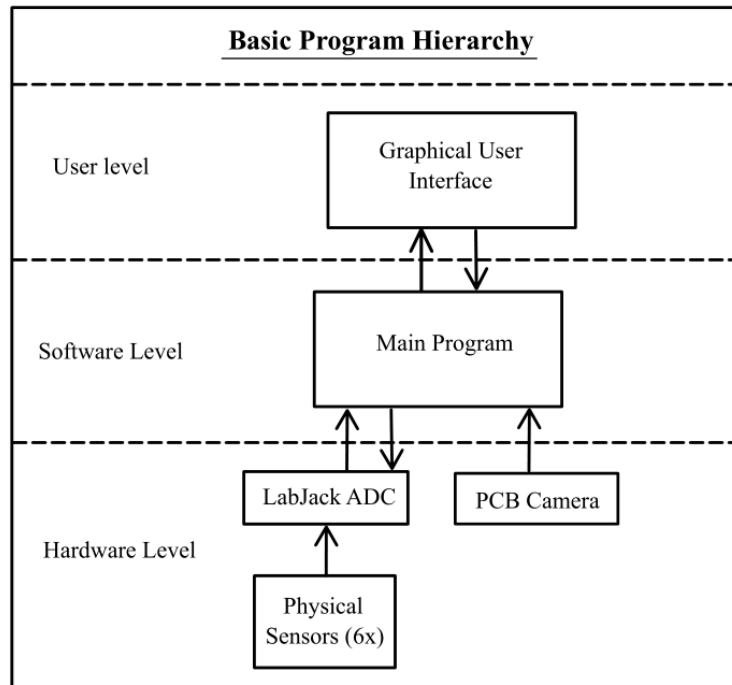 Basic Program Hierarchy
User level
Graphical User
Interface
Software Level
Main Program
LabJack ADC
PCB Camera
Hardware Level
Physical
Sensors (6x)